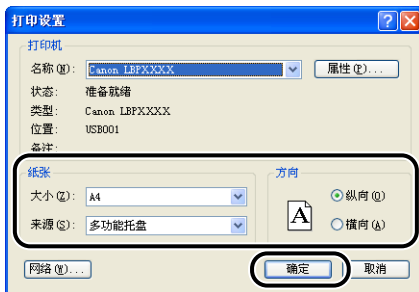 打印设置
打印机
名称(N): Canon LBPXXXX 属性(P)...
状态: 准备就绪
类型: Canon LBPXXXX
位置: USB001
备注:
纸张 方向
大小(Z): A4 纵向(O)
来源(S): 多功能托盘 A 横向(A)
网络(W)... 确定 取消